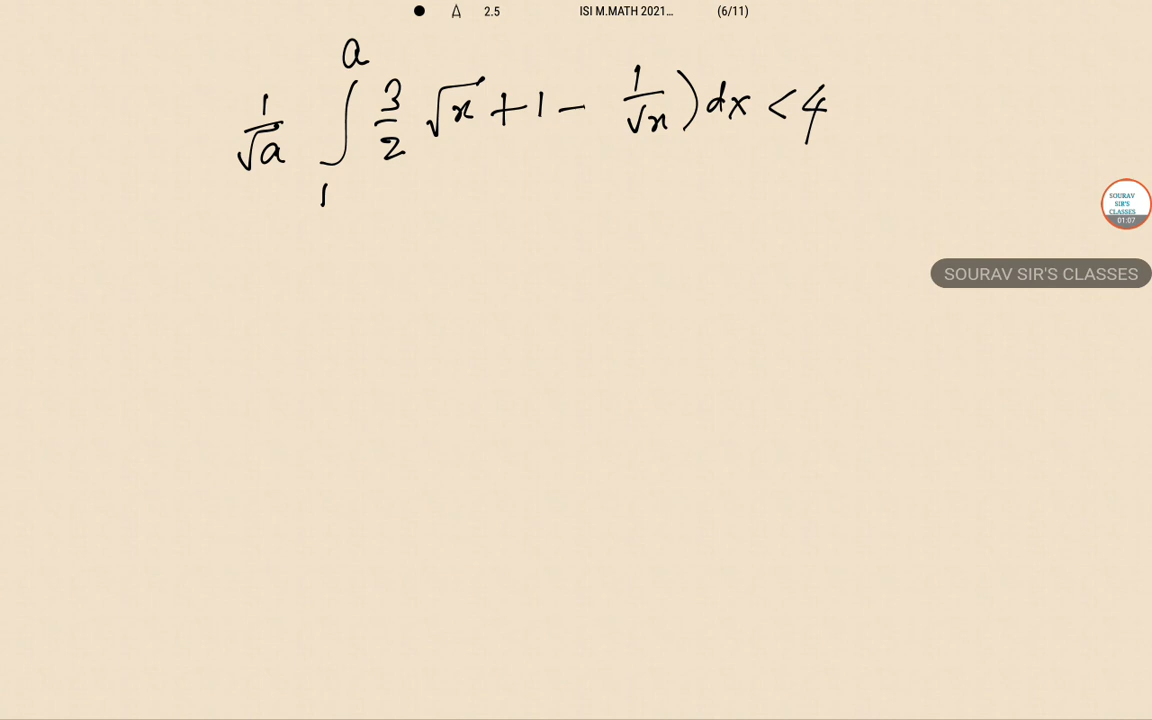 2.5 ISI M.MATH 2021... (6/11)
1/√a ∫₁ᵃ 3/2 √x + 1 − 1/√x ) dx < 4
SOURAV
SIR'S
CLASSES
01:07
SOURAV SIR'S CLASSES